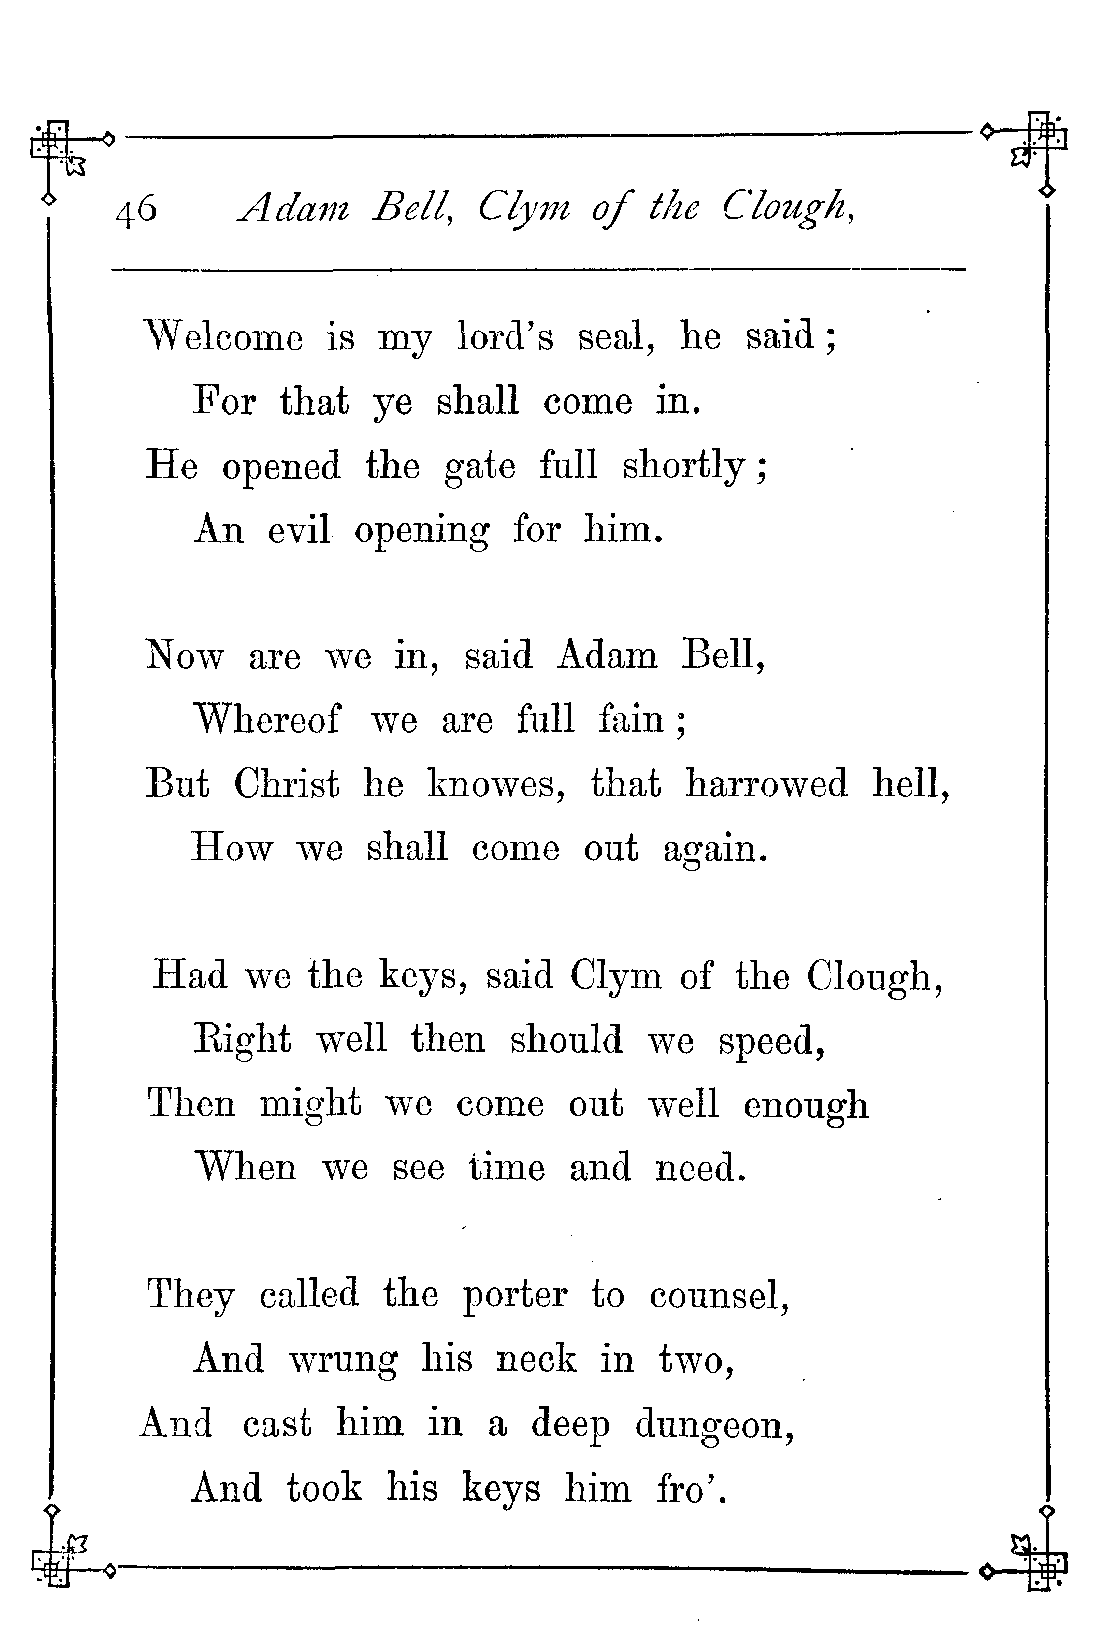 46 Adam Bell, Clym of the Clough,
Welcome is my lord's seal, he said ;
For that ye shall come in.
He opened the gate full shortly ;
An evil opening for him.
Now are we in, said Adam Bell,
Whereof we are full fain ;
But Christ he knowes, that harrowed hell,
How we shall come out again.
Had we the keys, said Clym of the Clough,
Right well then should we speed,
Then might we come out well enough
When we see time and need.
They called the porter to counsel,
And wrung his neck in two,
And cast him in a deep dungeon,
And took his keys him fro'.